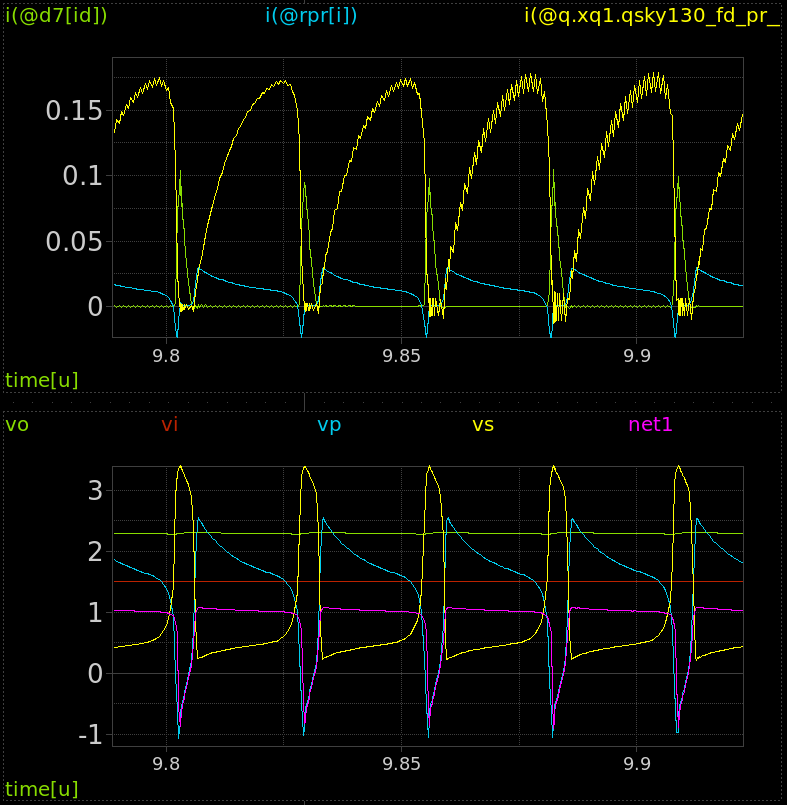 i(@d7[id]) i(@rpr[i]) i(@q.xq1.qsky130_fd_pr_
0.15
0.1
0.05
0
9.8 9.85 9.9
time[u]
vo vi vp vs net1
3
2
1
0
-1
9.8 9.85 9.9
time[u]